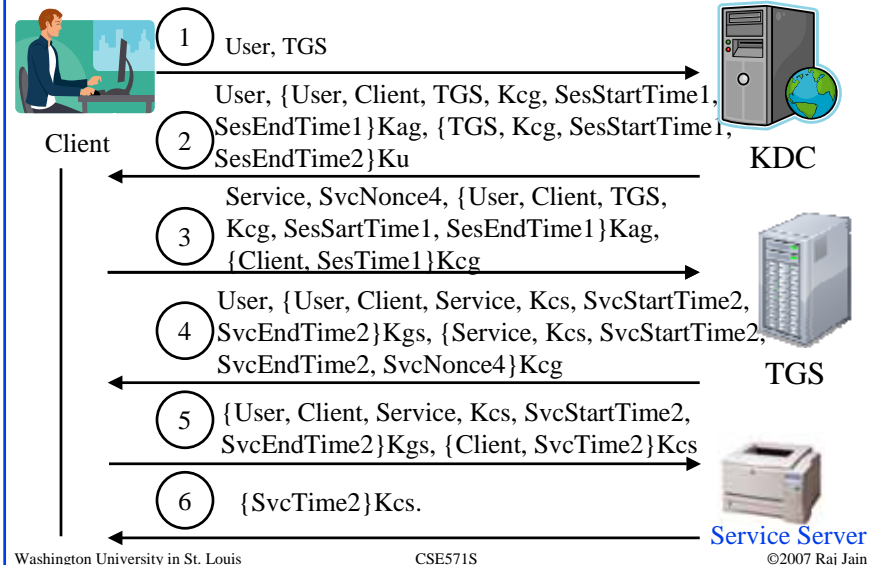 1
User, TGS
User, {User, Client, TGS, Kcg, SesStartTime1,
SesEndTime1}Kag, {TGS, Kcg, SesStartTime1,
SesEndTime2}Ku
2
Client
KDC
Service, SvcNonce4, {User, Client, TGS,
Kcg, SesSartTime1, SesEndTime1}Kag,
{Client, SesTime1}Kcg
3
User, {User, Client, Service, Kcs, SvcStartTime2,
SvcEndTime2}Kgs, {Service, Kcs, SvcStartTime2,
SvcEndTime2, SvcNonce4}Kcg
4
TGS
{User, Client, Service, Kcs, SvcStartTime2,
SvcEndTime2}Kgs, {Client, SvcTime2}Kcs
5
6
{SvcTime2}Kcs.
Service Server
Washington University in St. Louis
CSE571S
©2007 Raj Jain